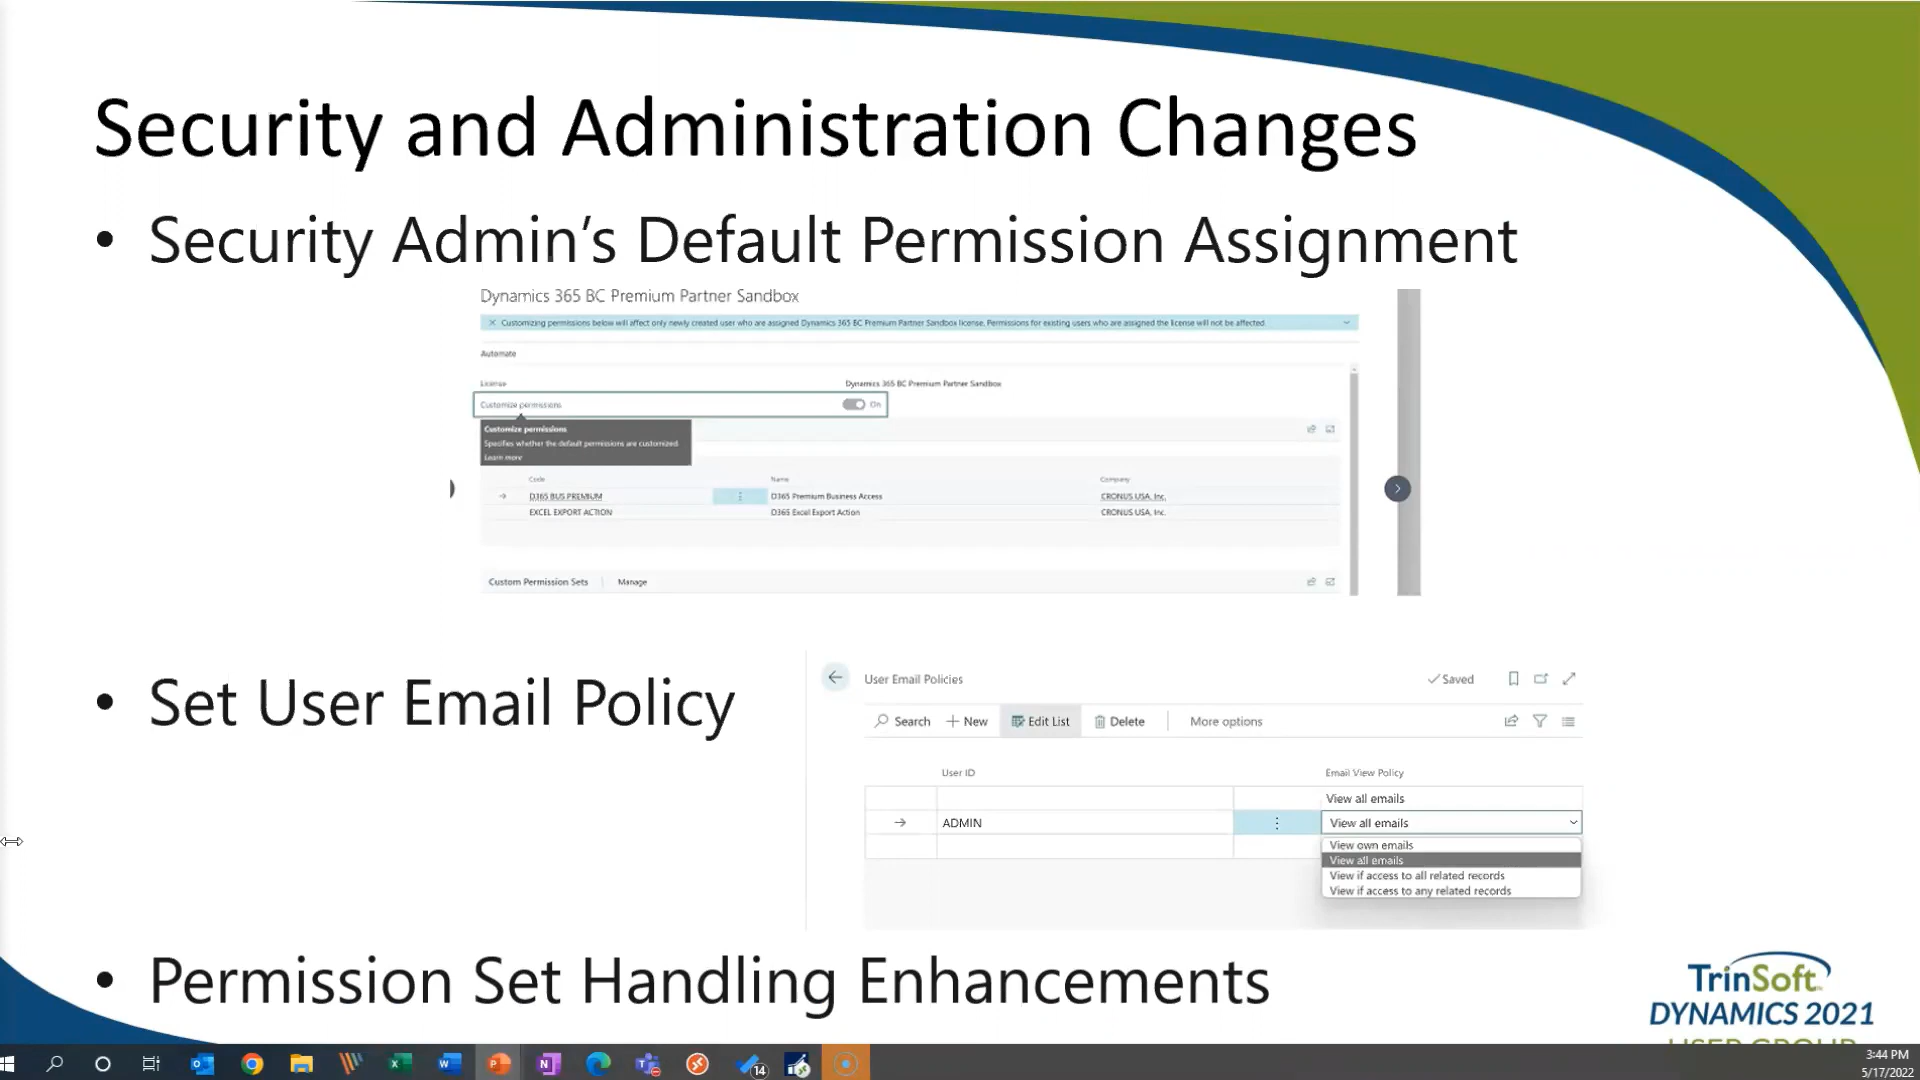 Security and Administration Changes
• Security Admin's Default Permission Assignment
Dynamics 365 BC Premium Partner Sandbox
Customizing permissions below will affect only newly created user who are assigned Dynamics 365 BC Premium Partner Sandbox license. Permissions for existing users who are assigned the license will not be affected.
Automate
License Dynamics 365 BC Premium Partner Sandbox
Customize permissions On
Customize permissions
Specifies whether the default permissions are customized.
Learn more
Code Name Company
D365 BUS PREMIUM D365 Premium Business Access CRONUS USA, Inc.
EXCEL EXPORT ACTION D365 Excel Export Action CRONUS USA, Inc.
Custom Permission Sets Manage
• Set User Email Policy
User Email Policies Saved
Search New Edit List Delete More options
User ID Email View Policy
View all emails
ADMIN View all emails
View own emails
View all emails
View if access to all related records
View if access to any related records
• Permission Set Handling Enhancements
TrinSoft
DYNAMICS 2021
USER GROUP
14
3:44 PM
5/17/2022